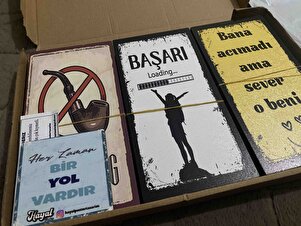 BAŞARI
Loading...
Bana
acımadı
ama
sever
o beni
G
Her Zaman
BİR
YOL
VARDIR
Hayal